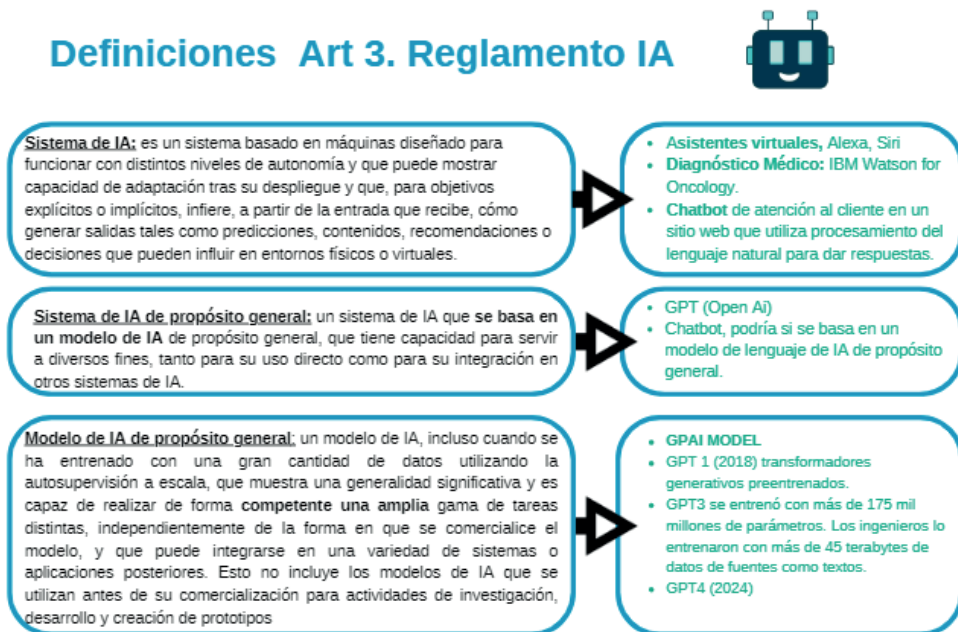 Definiciones Art 3. Reglamento IA
Sistema de IA: es un sistema basado en máquinas diseñado para
funcionar con distintos niveles de autonomía y que puede mostrar
capacidad de adaptación tras su despliegue y que, para objetivos
explícitos o implícitos, infiere, a partir de la entrada que recibe, cómo
generar salidas tales como predicciones, contenidos, recomendaciones o
decisiones que pueden influir en entornos físicos o virtuales.
• Asistentes virtuales, Alexa, Siri
• Diagnóstico Médico: IBM Watson for
Oncology.
• Chatbot de atención al cliente en un
sitio web que utiliza procesamiento del
lenguaje natural para dar respuestas.
Sistema de IA de propósito general: un sistema de IA que se basa en
un modelo de IA de propósito general, que tiene capacidad para servir
a diversos fines, tanto para su uso directo como para su integración en
otros sistemas de IA.
• GPT (Open Ai)
• Chatbot, podría si se basa en un
modelo de lenguaje de IA de propósito
general.
Modelo de IA de propósito general: un modelo de IA, incluso cuando se
ha entrenado con una gran cantidad de datos utilizando la
autosupervisión a escala, que muestra una generalidad significativa y es
capaz de realizar de forma competente una amplia gama de tareas
distintas, independientemente de la forma en que se comercialice el
modelo, y que puede integrarse en una variedad de sistemas o
aplicaciones posteriores. Esto no incluye los modelos de IA que se
utilizan antes de su comercialización para actividades de investigación,
desarrollo y creación de prototipos
• GPAI MODEL
• GPT 1 (2018) transformadores
generativos preentrenados.
• GPT3 se entrenó con más de 175 mil
millones de parámetros. Los ingenieros lo
entrenaron con más de 45 terabytes de
datos de fuentes como textos.
• GPT4 (2024)